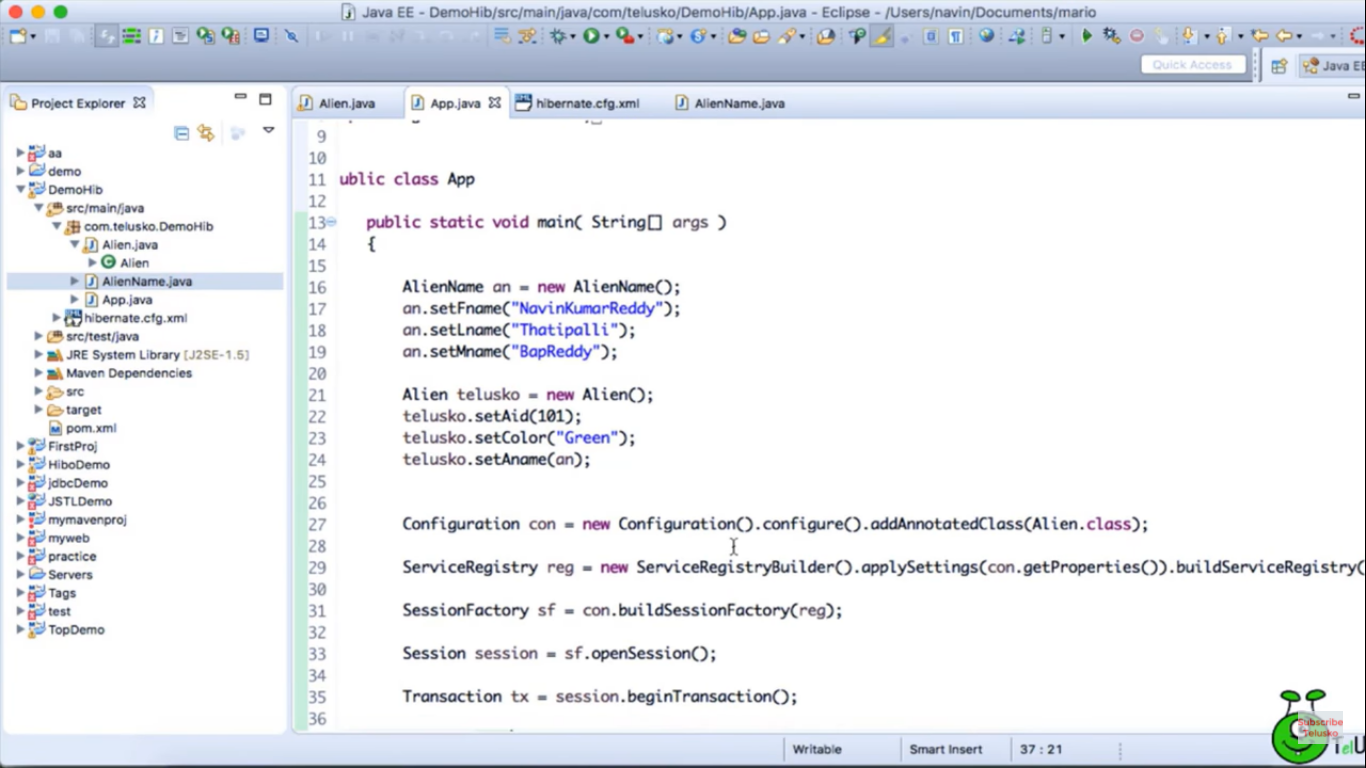 Java EE - DemoHib/src/main/java/com/telusko/DemoHib/App.java - Eclipse - /Users/navin/Documents/mario
Quick Access
Java EE
Project Explorer
Alien.java
App.java
hibernate.cfg.xml
AlienName.java
aa
demo
DemoHib
src/main/java
com.telusko.DemoHib
Alien.java
Alien
AlienName.java
App.java
hibernate.cfg.xml
src/test/java
JRE System Library [J2SE-1.5]
Maven Dependencies
src
target
pom.xml
FirstProj
HiboDemo
jdbcDemo
JSTLDemo
mymavenproj
myweb
practice
Servers
Tags
test
TopDemo
9
10
11 ublic class App
12
13 public static void main( String[] args )
14 {
15
16 AlienName an = new AlienName();
17 an.setFname("NavinKumarReddy");
18 an.setLname("Thatipalli");
19 an.setMname("BapReddy");
20
21 Alien telusko = new Alien();
22 telusko.setAid(101);
23 telusko.setColor("Green");
24 telusko.setAname(an);
25
26
27 Configuration con = new Configuration().configure().addAnnotatedClass(Alien.class);
28
29 ServiceRegistry reg = new ServiceRegistryBuilder().applySettings(con.getProperties()).buildServiceRegistry(
30
31 SessionFactory sf = con.buildSessionFactory(reg);
32
33 Session session = sf.openSession();
34
35 Transaction tx = session.beginTransaction();
36
Writable
Smart Insert
37 : 21
Subscribe
Telusko